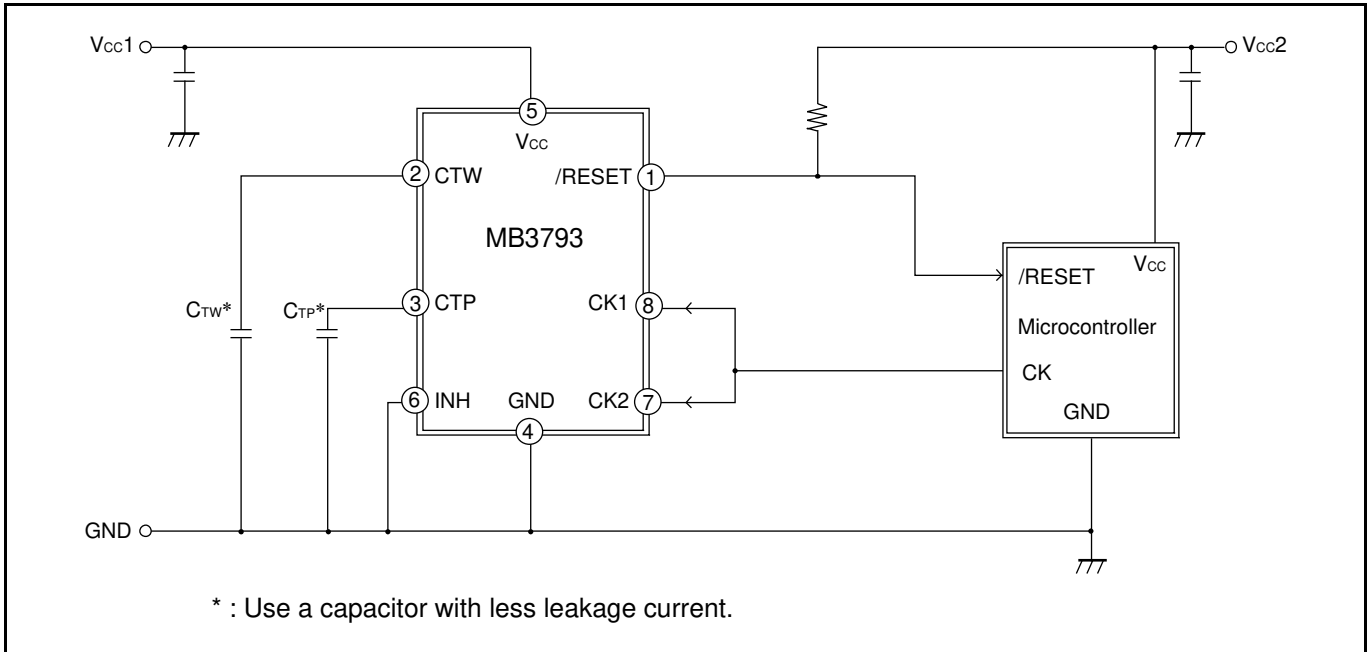 Vcc1
Vcc2
5
Vcc
2 CTW
/RESET 1
MB3793
Vcc
/RESET
3 CTP
CK1 8
CTW*
CTP*
Microcontroller
CK
6 INH
GND
CK2 7
GND
4
GND
* : Use a capacitor with less leakage current.